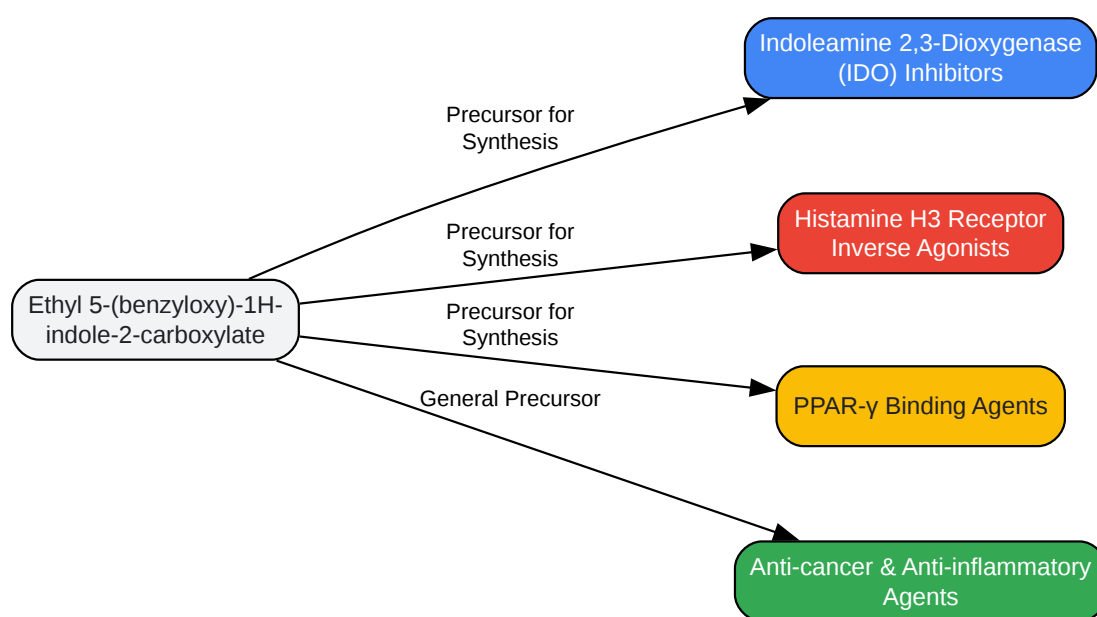 Indoleamine 2,3-Dioxygenase
(IDO) Inhibitors
Precursor for
Synthesis
Histamine H3 Receptor
Inverse Agonists
Precursor for
Synthesis
Ethyl 5-(benzyloxy)-1H-
indole-2-carboxylate
Precursor for
Synthesis
PPAR-γ Binding Agents
General Precursor
Anti-cancer & Anti-inflammatory
Agents